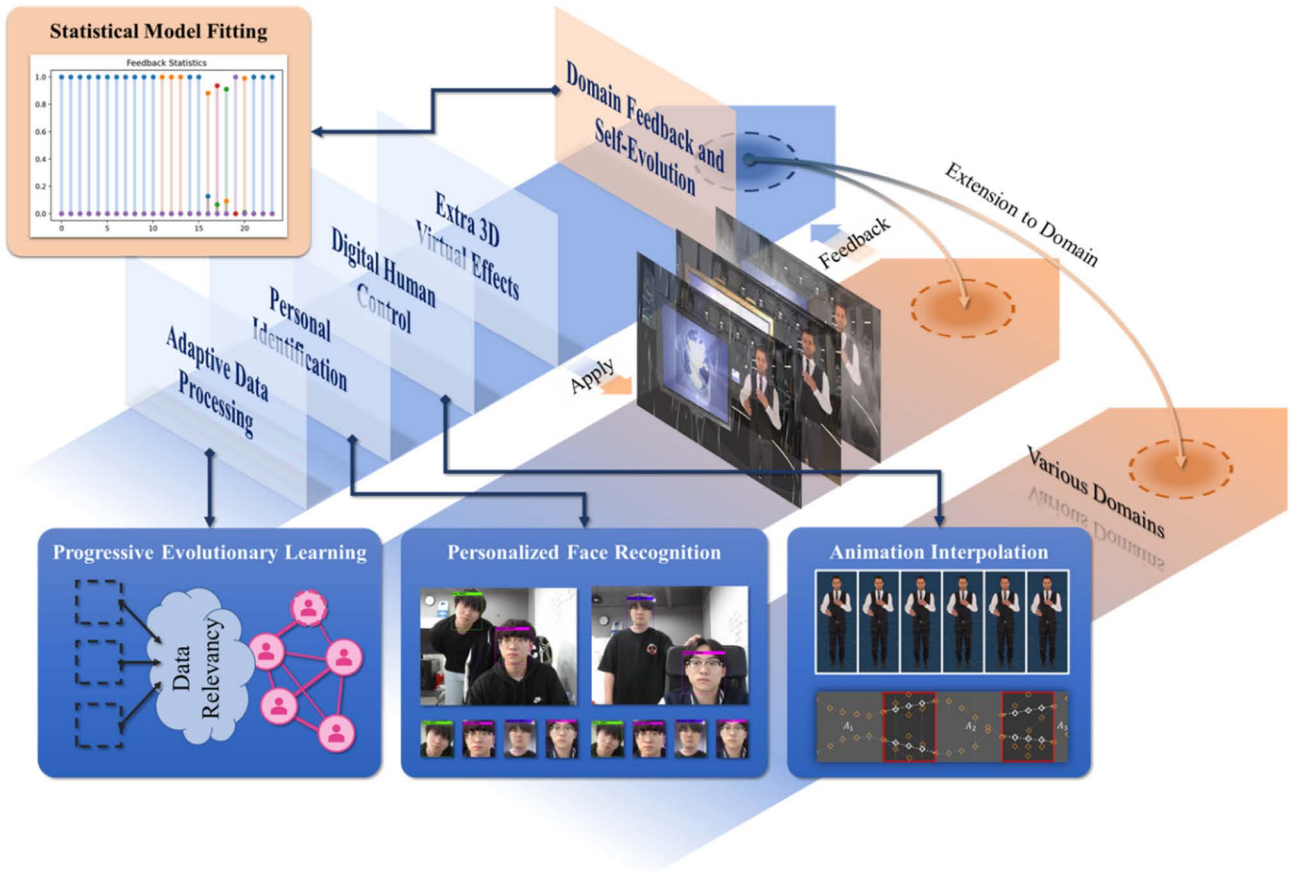 Statistical Model Fitting
Feedback Statistics
1.0
0.8
0.6
0.4
0.2
0.0
0
5
10
15
20
Domain Feedback and
Self-Evolution
Extra 3D
Virtual Effects
Digital Human
Control
Personal
Identification
Adaptive Data
Processing
Extension to Domain
Feedback
Apply
Various Domains
Various Domains
Progressive Evolutionary Learning
Data
Relevancy
Personalized Face Recognition
Animation Interpolation
A₁
A₂
A₃